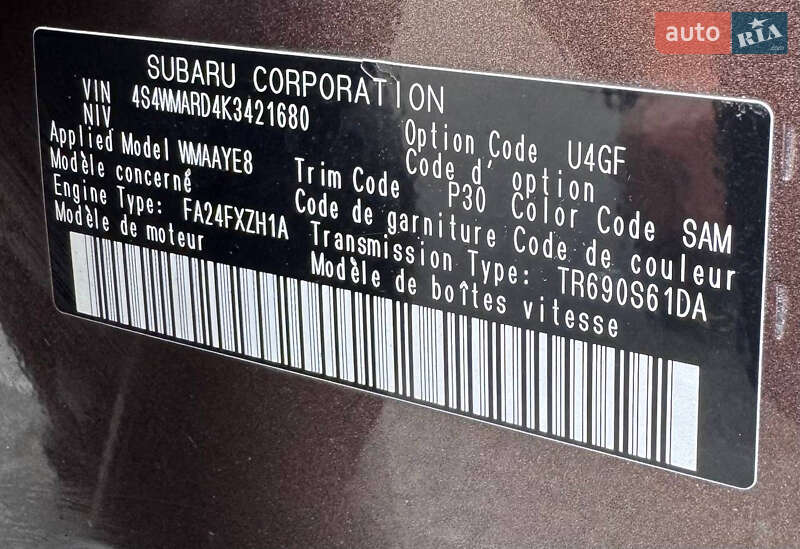 auto RIA
SUBARU CORPORATION
VIN 4S4WMARD4K3421680
NIV
Option Code U4GF
Code d' option
Applied Model WMAAYE8
Modèle concerné
Trim Code P30 Color Code SAM
Code de garniture Code de couleur
Engine Type: FA24FXZH1A
Modèle de moteur
Transmission Type: TR690S61DA
Modèle de boîtes vitesse